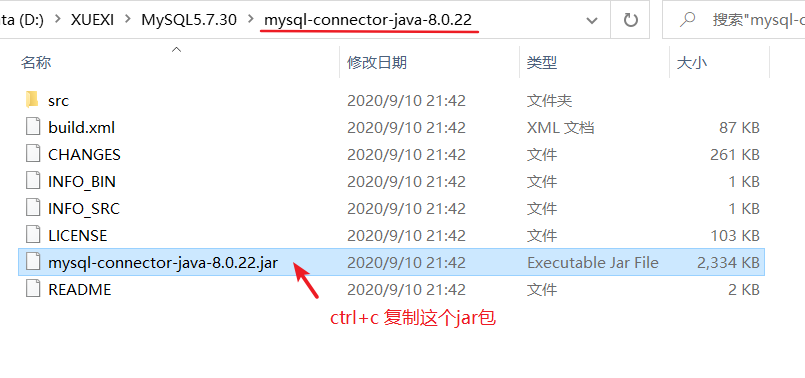 ta (D:) > XUEXI > MySQL5.7.30 > mysql-connector-java-8.0.22 搜索"mysql-c
名称 修改日期 类型 大小
src 2020/9/10 21:42 文件夹
build.xml 2020/9/10 21:42 XML 文档 87 KB
CHANGES 2020/9/10 21:42 文件 261 KB
INFO_BIN 2020/9/10 21:42 文件 1 KB
INFO_SRC 2020/9/10 21:42 文件 1 KB
LICENSE 2020/9/10 21:42 文件 103 KB
mysql-connector-java-8.0.22.jar 2020/9/10 21:42 Executable Jar File 2,334 KB
README 2020/9/10 21:42 文件 2 KB
ctrl+c 复制这个jar包